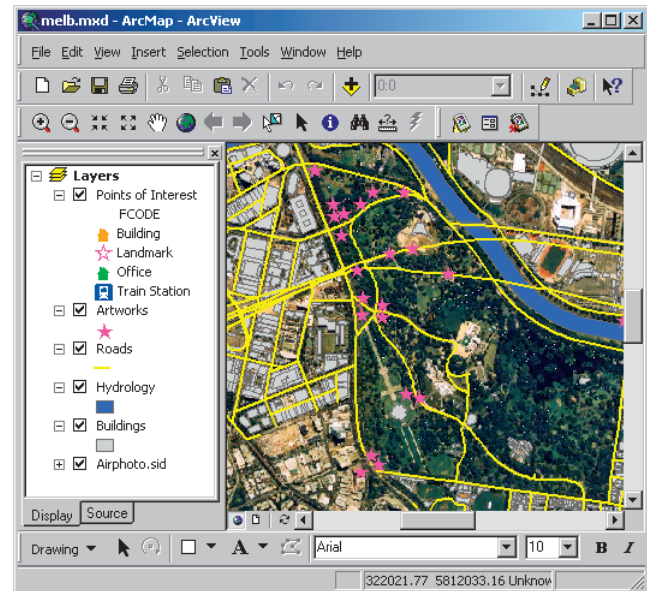 melb.mxd - ArcMap - ArcView
File Edit View Insert Selection Tools Window Help
0:0
Layers
Points of Interest
FCODE
Building
Landmark
Office
Train Station
Artworks
Roads
Hydrology
Buildings
Airphoto.sid
Display Source
Drawing A Arial 10 B I
322021.77 5812033.16 Unknow